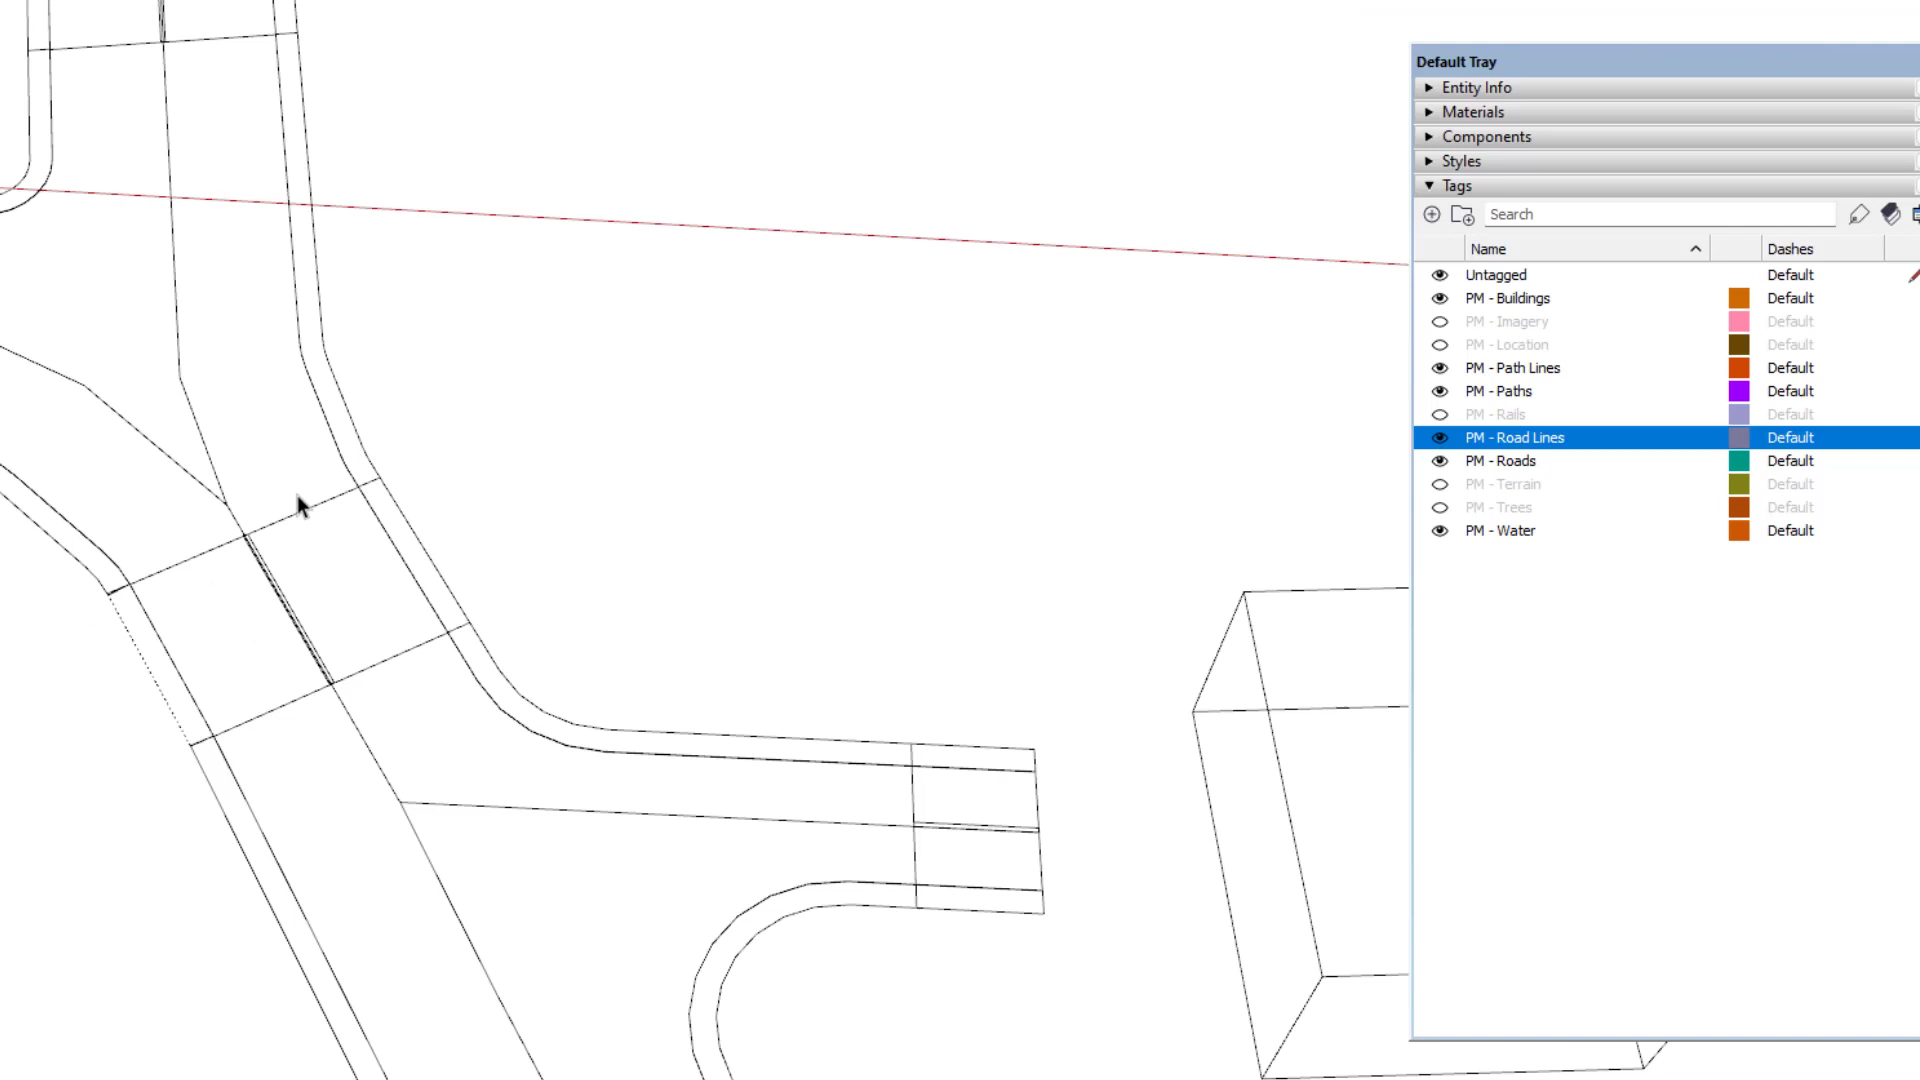 Default Tray
Entity Info
Materials
Components
Styles
Tags
Search
Name Dashes
Untagged Default
PM - Buildings Default
PM - Imagery Default
PM - Location Default
PM - Path Lines Default
PM - Paths Default
PM - Rails Default
PM - Road Lines Default
PM - Roads Default
PM - Terrain Default
PM - Trees Default
PM - Water Default